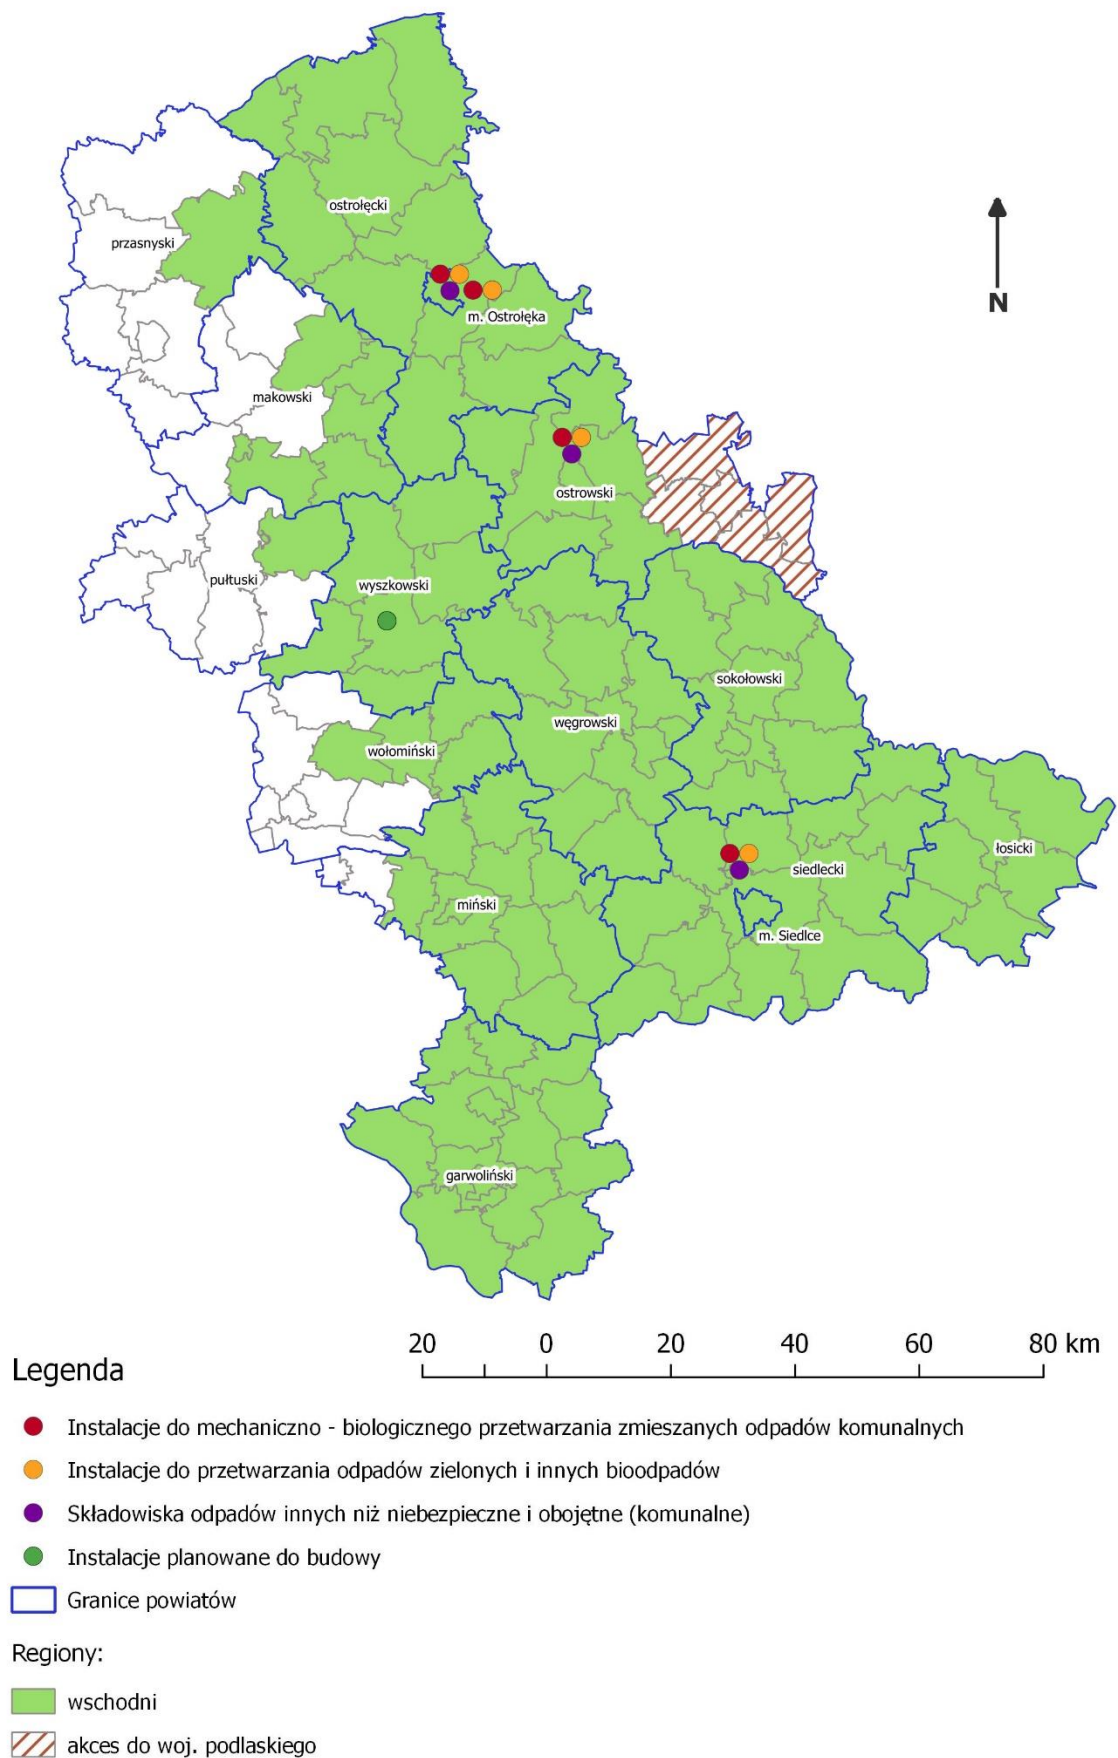 ostrołęcki
przasnyski
N
m. Ostrołęka
makowski
ostrowski
pułtuski
wyszkowski
sokołowski
węgrowski
wołomiński
łosicki
siedlecki
miński
m. Siedlce
garwoliński
20 0 20 40 60 80 km
Legenda
Instalacje do mechaniczno - biologicznego przetwarzania zmieszanych odpadów komunalnych
Instalacje do przetwarzania odpadów zielonych i innych bioodpadów
Składowiska odpadów innych niż niebezpieczne i obojętne (komunalne)
Instalacje planowane do budowy
Granice powiatów
Regiony:
wschodni
akces do woj. podlaskiego